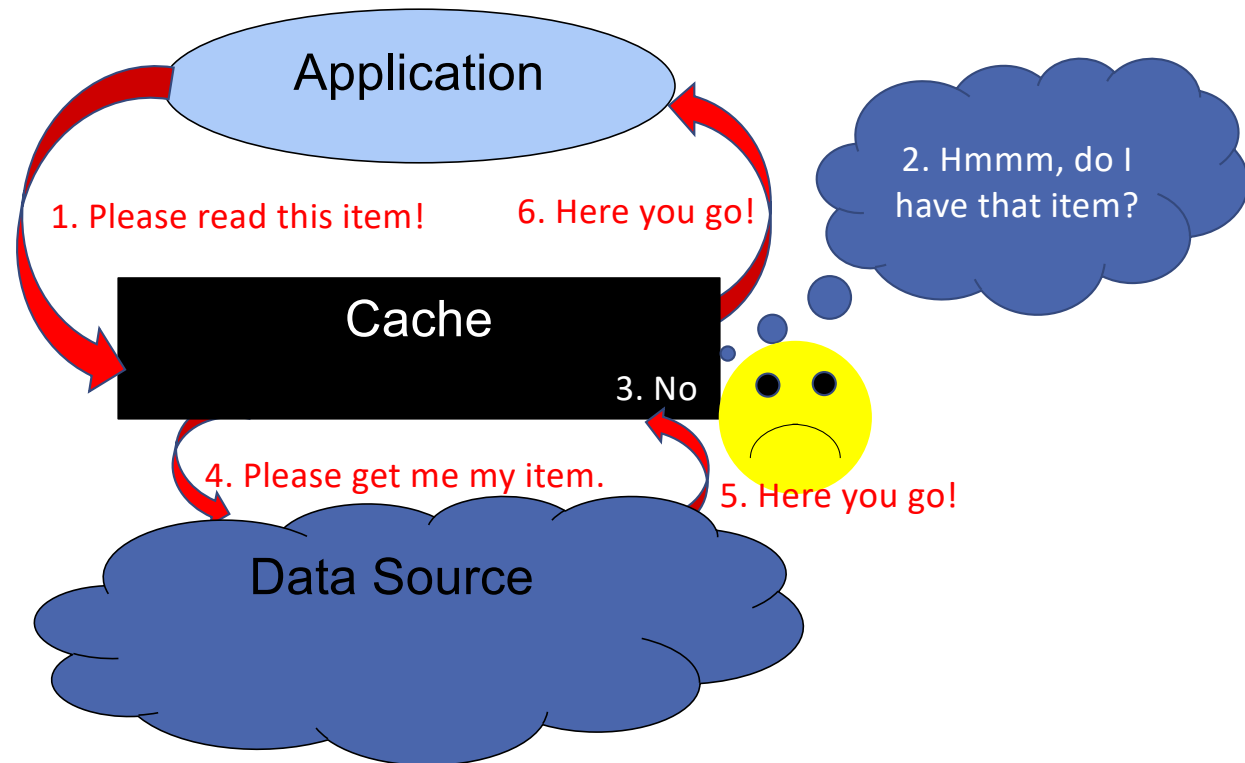 Application
2. Hmmm, do I
have that item?
1. Please read this item!
6. Here you go!
Cache
3. No
4. Please get me my item.
5. Here you go!
Data Source